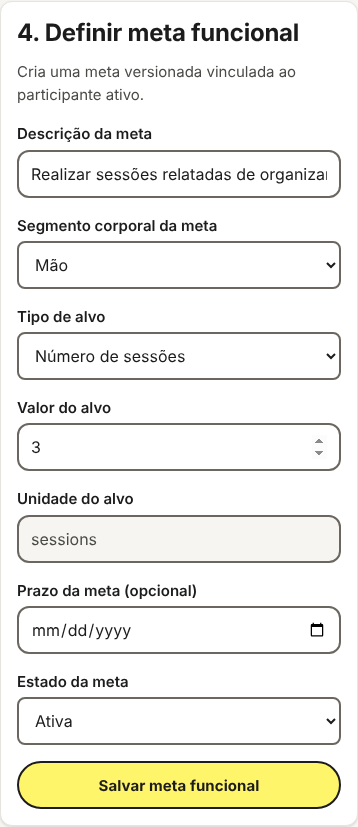 4. Definir meta funcional
Cria uma meta versionada vinculada ao
participante ativo.
Descrição da meta
Realizar sessões relatadas de organizar
Segmento corporal da meta
Mão
Tipo de alvo
Número de sessões
Valor do alvo
3
Unidade do alvo
sessions
Prazo da meta (opcional)
mm/dd/yyyy
Estado da meta
Ativa
Salvar meta funcional